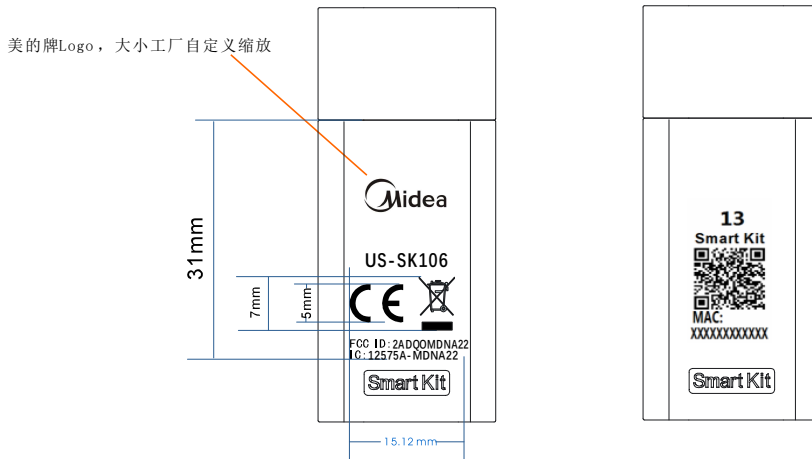 美的牌Logo，大小工厂自定义缩放
Midea
US-SK106
31mm
7mm
5mm
CE
FCC ID:2ADQOMDNA22
IC:12575A-MDNA22
Smart Kit
15.12mm
13
Smart Kit
MAC:
XXXXXXXXXXXX
Smart Kit